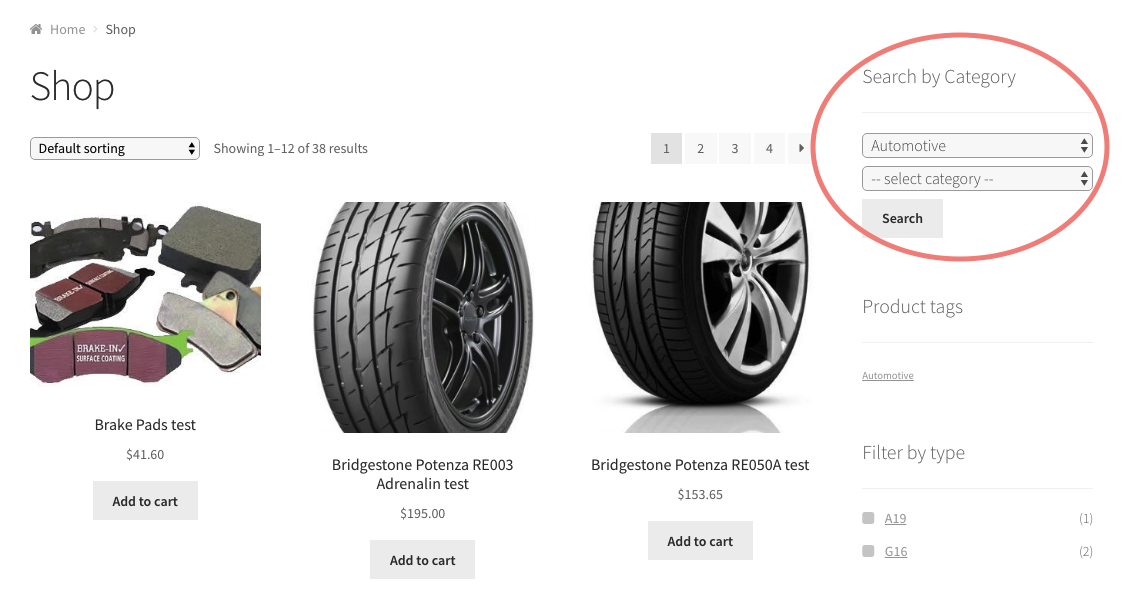 Home › Shop
Shop
Default sorting
Showing 1–12 of 38 results
1 2 3 4
BRAKE-IN
SURFACE COATING
Brake Pads test
$41.60
Add to cart
Bridgestone Potenza RE003
Adrenalin test
$195.00
Add to cart
Bridgestone Potenza RE050A test
$153.65
Add to cart
Search by Category
Automotive
-- select category --
Search
Product tags
Automotive
Filter by type
A19 (1)
G16 (2)